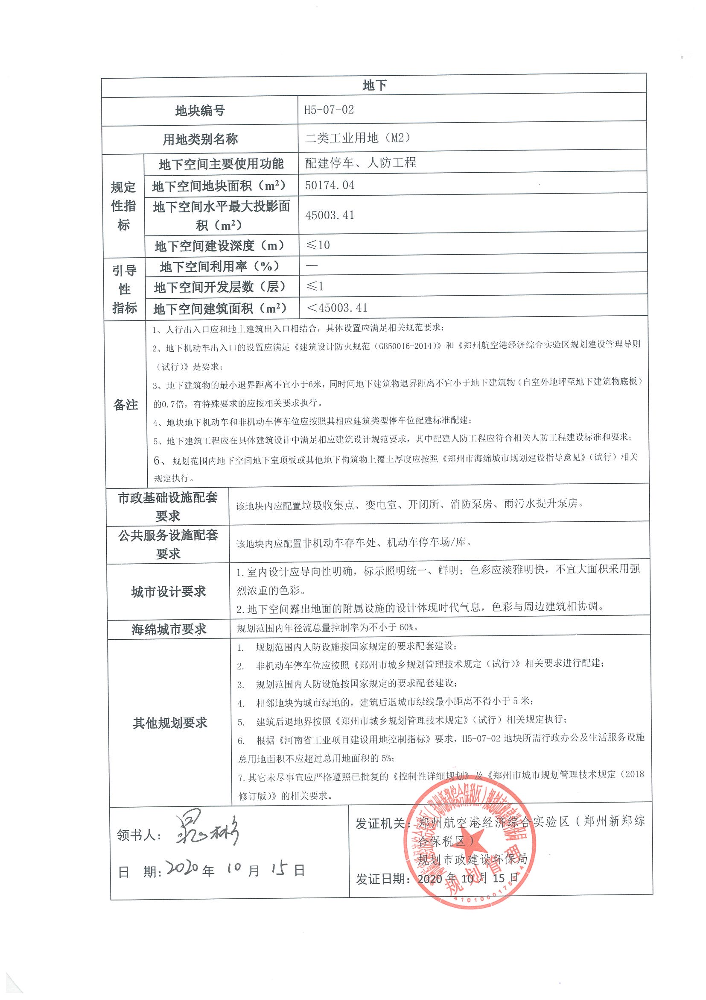 地下
地块编号 H5-07-02
用地类别名称 二类工业用地（M2）
规定
性指
标
地下空间主要使用功能 配建停车、人防工程
地下空间地块面积（m²） 50174.04
地下空间水平最大投影面
积（m²） 45003.41
地下空间建设深度（m） ≤10
引导
性
指标
地下空间利用率（%） —
地下空间开发层数（层） ≤1
地下空间建筑面积（m²） ＜45003.41
备注
1、人行出入口应和地上建筑出入口相结合，具体设置应满足相关规范要求；
2、地下机动车出入口的设置应满足《建筑设计防火规范（GB50016-2014）》和《郑州航空港经济综合实验区规划建设管理导则
（试行）》是要求；
3、地下建筑物的最小退界距离不宜小于6米，同时间地下建筑物退界距离不宜小于地下建筑物（自室外地坪至地下建筑物底板）
的0.7倍，有特殊要求的应按相关要求执行。
4、地块地下机动车和非机动车停车位应按照其相应建筑类型停车位配建标准配建；
5、地下建筑工程应在具体建筑设计中满足相应建筑设计规范要求，其中配建人防工程应符合相关人防工程建设标准和要求；
6、规划范围内地下空间地下室顶板或其他地下构筑物上覆土厚度应按照《郑州市海绵城市规划建设指导意见》（试行）相关
规定执行。
市政基础设施配套
要求
该地块内应配置垃圾收集点、变电室、开闭所、消防泵房、雨污水提升泵房。
公共服务设施配套
要求
该地块内应配置非机动车存车处、机动车停车场/库。
城市设计要求
1.室内设计应导向性明确，标示照明统一、鲜明；色彩应淡雅明快，不宜大面积采用强
烈浓重的色彩。
2.地下空间露出地面的附属设施的设计体现时代气息，色彩与周边建筑相协调。
海绵城市要求 规划范围内年径流总量控制率为不小于 60%。
其他规划要求
1. 规划范围内人防设施按国家规定的要求配套建设；
2. 非机动车停车位应按照《郑州市城乡规划管理技术规定（试行）》相关要求进行配建；
3. 规划范围内人防设施按国家规定的要求配套建设；
4. 相邻地块为城市绿地的，建筑后退城市绿线最小距离不得小于 5 米；
5. 建筑后退地界按照《郑州市城乡规划管理技术规定》（试行）相关规定执行；
6. 根据《河南省工业项目建设用地控制指标》要求，H5-07-02 地块所需行政办公及生活服务设施
总用地面积不应超过总用地面积的 5%；
7.其它未尽事宜应严格遵照已批复的《控制性详细规划》及《郑州市城市规划管理技术规定（2018
修订版）》的相关要求。
领书人：
日 期：2020 年 10 月 15 日
发证机关：郑州航空港经济综合实验区（郑州新郑综
合保税区）
规划市政建设环保局
发证日期：2020 年 10 月 15 日
规划管理